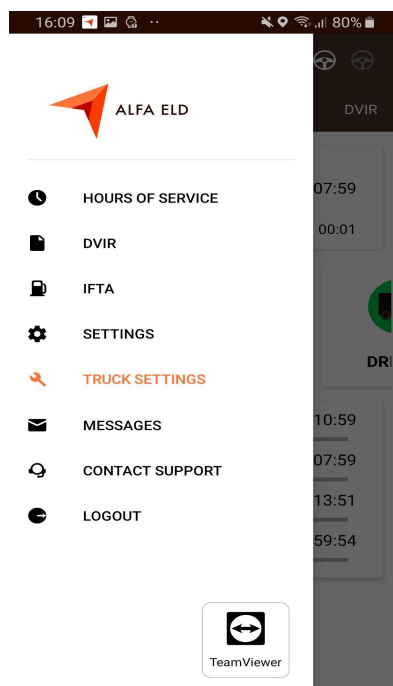 16:09
80%
ALFA ELD
DVIR
HOURS OF SERVICE
07:59
00:01
DVIR
IFTA
SETTINGS
DRI
TRUCK SETTINGS
MESSAGES
10:59
CONTACT SUPPORT
07:59
13:51
LOGOUT
59:54
TeamViewer